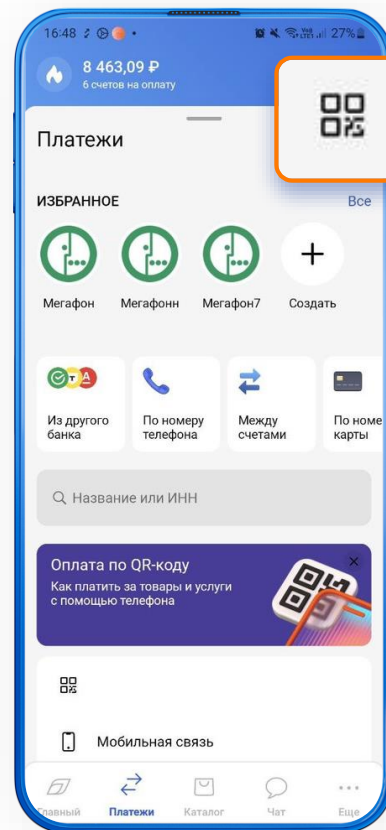 16:48
27%
8 463,09 ₽
6 счетов на оплату
Платежи
ИЗБРАННОЕ
Все
Мегафон
Мегафонн
Мегафон7
Создать
Из другого
банка
По номеру
телефона
Между
счетами
По номе
карты
Название или ИНН
Оплата по QR-коду
Как платить за товары и услуги
с помощью телефона
Мобильная связь
Главный
Платежи
Каталог
Чат
Еще